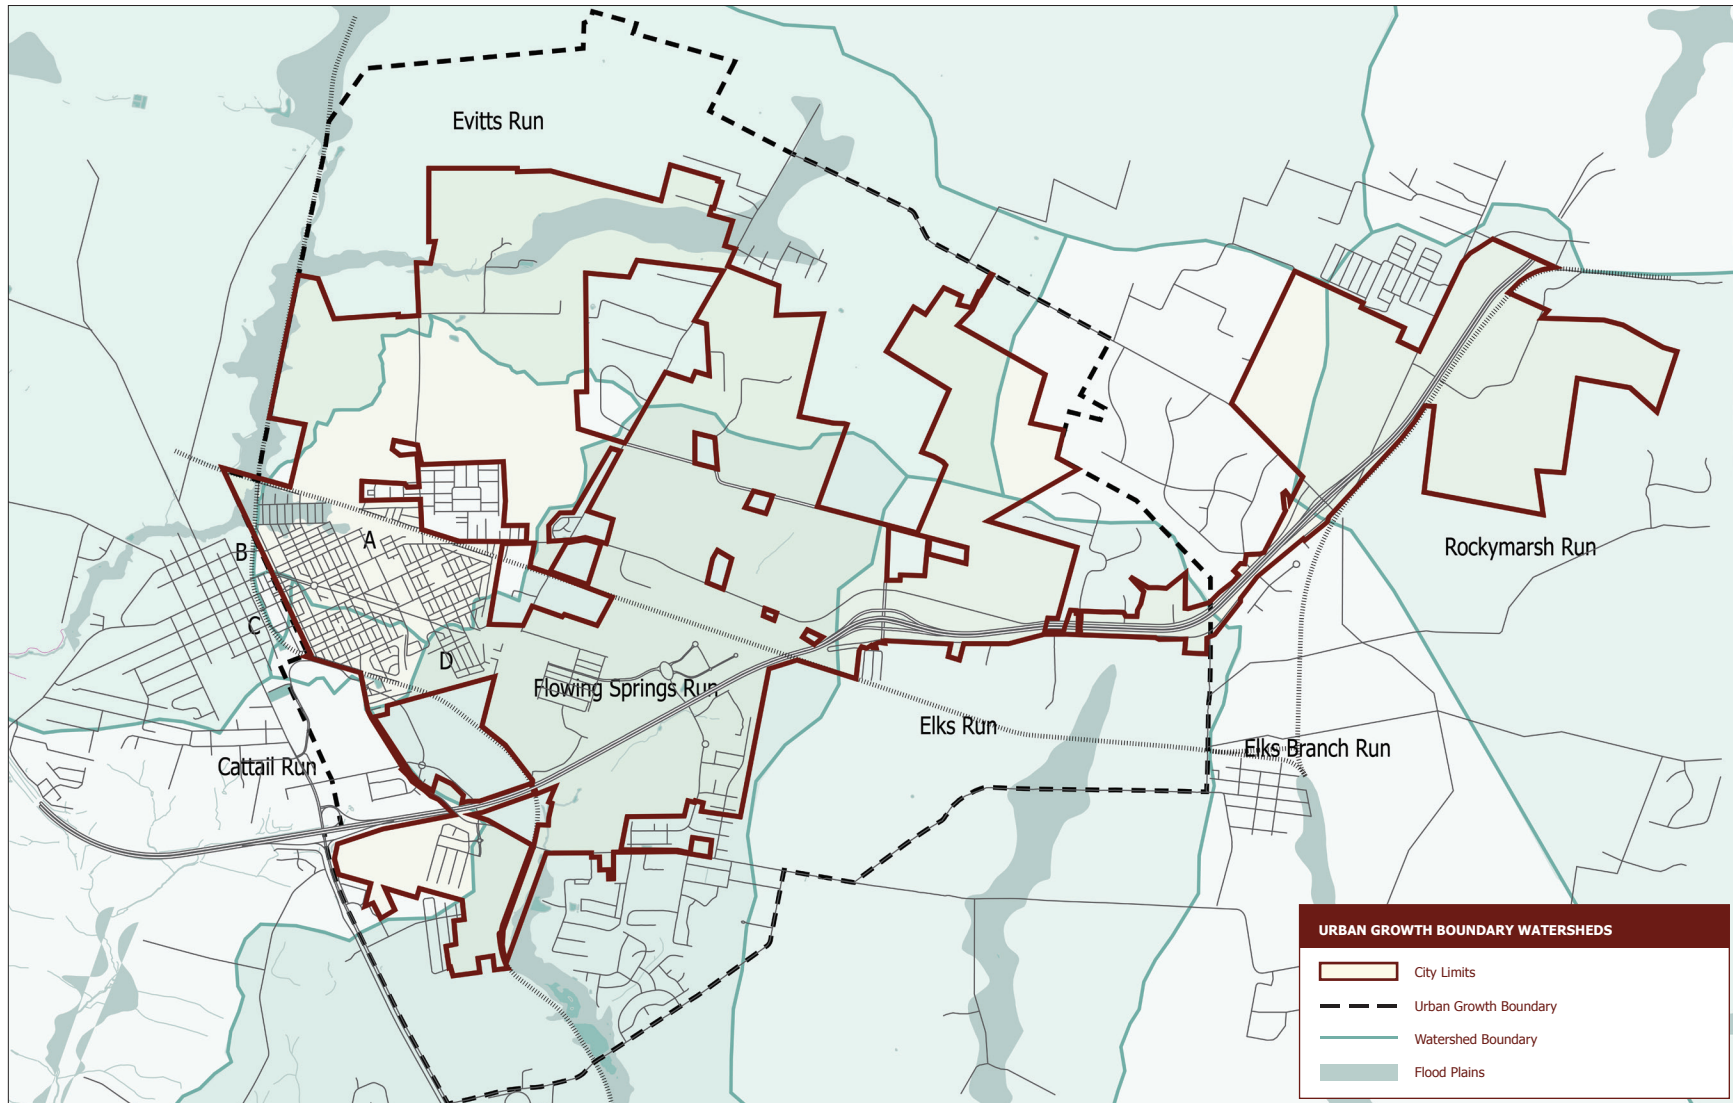 Evitts Run
A
B
Rockymarsh Run
C
D
Flowing Springs Run
Elks Run
Elks Branch Run
Cattail Run
URBAN GROWTH BOUNDARY WATERSHEDS
City Limits
Urban Growth Boundary
Watershed Boundary
Flood Plains